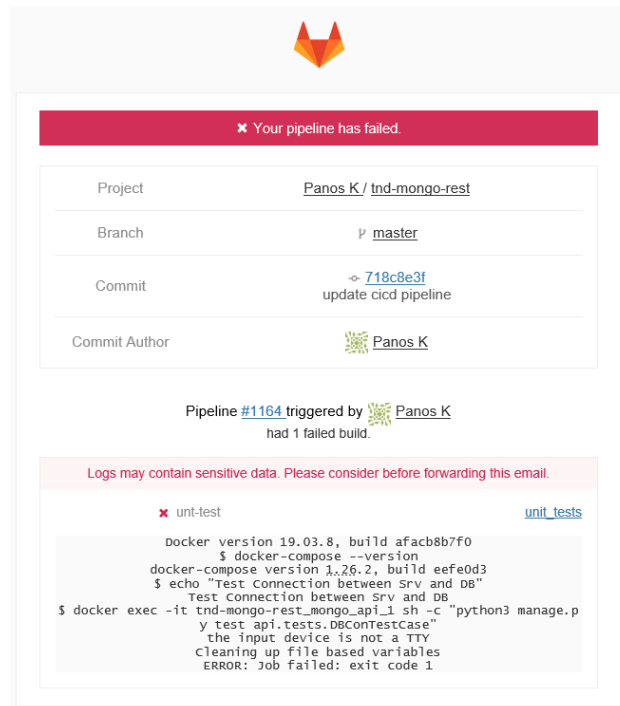 ✖ Your pipeline has failed.
Project Panos K / tnd-mongo-rest
Branch master
Commit 718c8e3f
update cicd pipeline
Commit Author Panos K
Pipeline #1164 triggered by Panos K
had 1 failed build.
Logs may contain sensitive data. Please consider before forwarding this email.
✖ unt-test unit_tests
Docker version 19.03.8, build afacb8b7f0
$ docker-compose --version
docker-compose version 1.26.2, build eefe0d3
$ echo "Test Connection between Srv and DB"
Test Connection between Srv and DB
$ docker exec -it tnd-mongo-rest_mongo_api_1 sh -c "python3 manage.p
y test api.tests.DBConTestCase"
the input device is not a TTY
Cleaning up file based variables
ERROR: Job failed: exit code 1